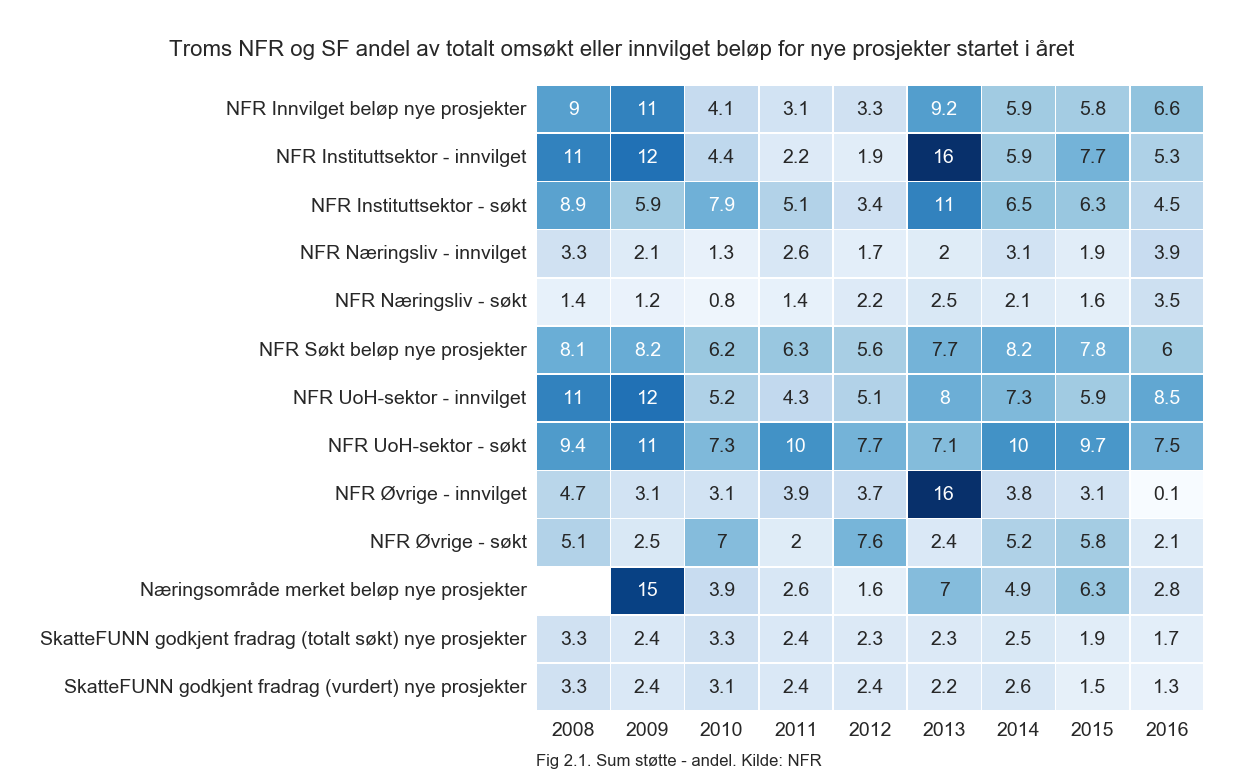 Troms NFR og SF andel av totalt omsøkt eller innvilget beløp for nye prosjekter startet i året
NFR Innvilget beløp nye prosjekter 9 11 4.1 3.1 3.3 9.2 5.9 5.8 6.6
NFR Instituttsektor - innvilget 11 12 4.4 2.2 1.9 16 5.9 7.7 5.3
NFR Instituttsektor - søkt 8.9 5.9 7.9 5.1 3.4 11 6.5 6.3 4.5
NFR Næringsliv - innvilget 3.3 2.1 1.3 2.6 1.7 2 3.1 1.9 3.9
NFR Næringsliv - søkt 1.4 1.2 0.8 1.4 2.2 2.5 2.1 1.6 3.5
NFR Søkt beløp nye prosjekter 8.1 8.2 6.2 6.3 5.6 7.7 8.2 7.8 6
NFR UoH-sektor - innvilget 11 12 5.2 4.3 5.1 8 7.3 5.9 8.5
NFR UoH-sektor - søkt 9.4 11 7.3 10 7.7 7.1 10 9.7 7.5
NFR Øvrige - innvilget 4.7 3.1 3.1 3.9 3.7 16 3.8 3.1 0.1
NFR Øvrige - søkt 5.1 2.5 7 2 7.6 2.4 5.2 5.8 2.1
Næringsområde merket beløp nye prosjekter 15 3.9 2.6 1.6 7 4.9 6.3 2.8
SkatteFUNN godkjent fradrag (totalt søkt) nye prosjekter 3.3 2.4 3.3 2.4 2.3 2.3 2.5 1.9 1.7
SkatteFUNN godkjent fradrag (vurdert) nye prosjekter 3.3 2.4 3.1 2.4 2.4 2.2 2.6 1.5 1.3
2008 2009 2010 2011 2012 2013 2014 2015 2016
Fig 2.1. Sum støtte - andel. Kilde: NFR